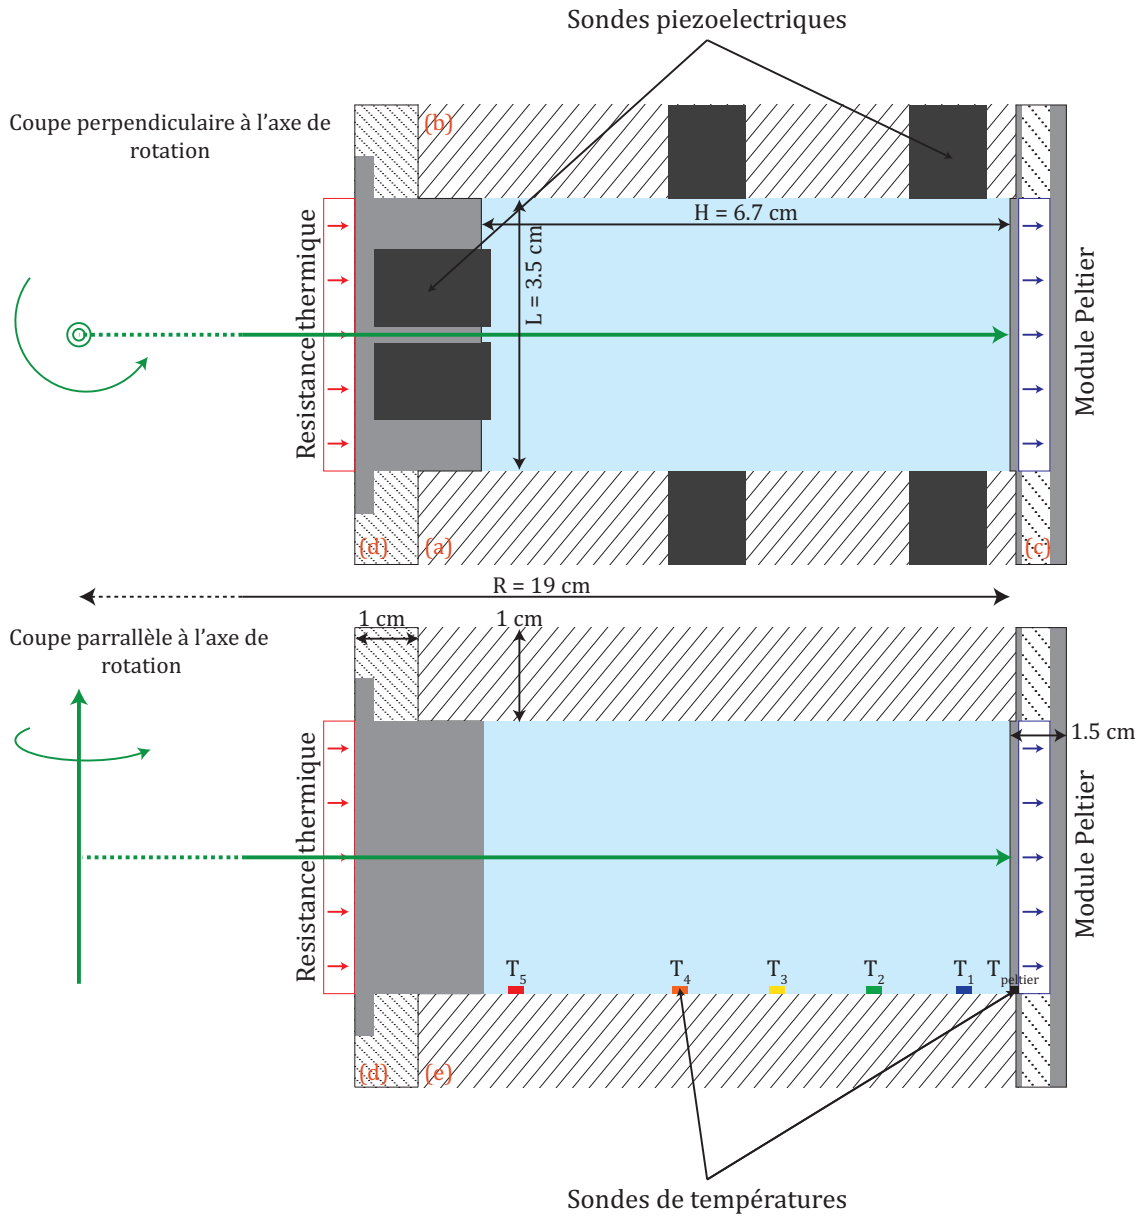 Sondes piezoelectriques
Coupe perpendiculaire à l'axe de
rotation
(b)
H = 6.7 cm
L = 3.5 cm
Resistance thermique
Module Peltier
(d)
(a)
(c)
R = 19 cm
1 cm
1 cm
Coupe parrallèle à l'axe de
rotation
1.5 cm
Resistance thermique
Module Peltier
T5
T4
T3
T2
T1
Tpeltier
(d)
(e)
Sondes de températures